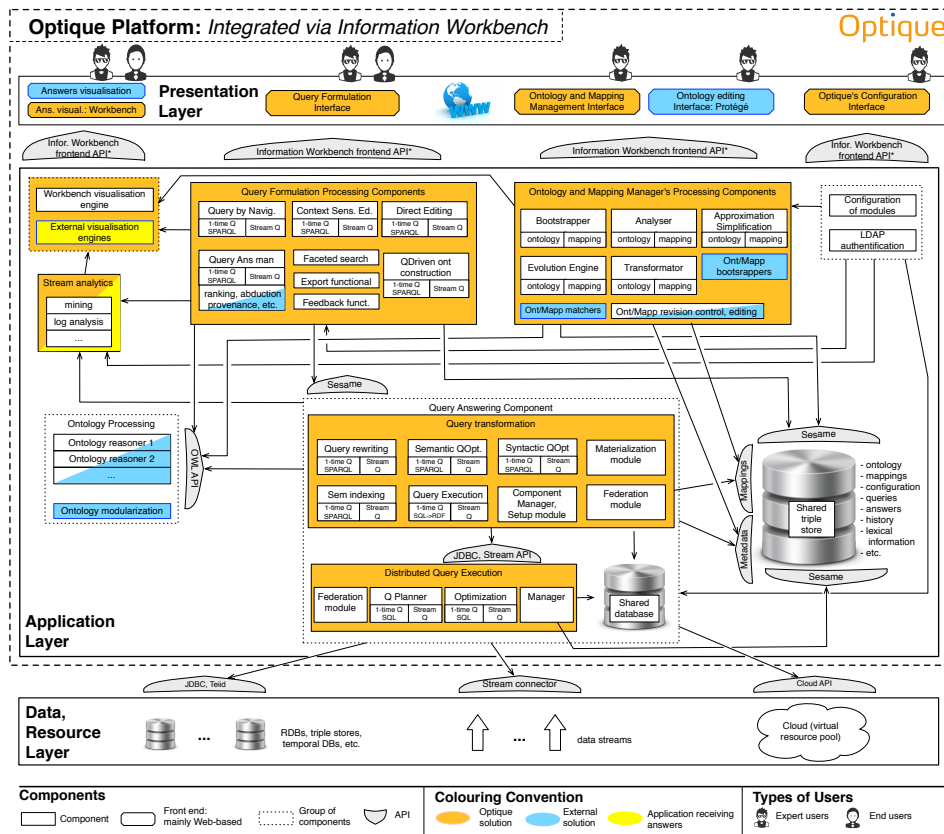 Optique Platform: Integrated via Information Workbench
Optique
Answers visualisation
Ans. visual.: Workbench
Presentation
Layer
Query Formulation
Interface
WWW
Ontology and Mapping
Management Interface
Ontology editing
Interface: Protégé
Optique's Configuration
Interface
Infor. Workbench
frontend API*
Information Workbench frontend API*
Information Workbench frontend API*
Infor. Workbench
frontend API*
Workbench visualisation
engine
External visualisation
engines
Stream analytics
mining
log analysis
...
Query Formulation Processing Components
Query by Navig.
1-time Q
SPARQL
Stream Q
Context Sens. Ed.
1-time Q
SPARQL
Stream Q
Direct Editing
1-time Q
SPARQL
Stream Q
Query Ans man
1-time Q
SPARQL
Stream Q
ranking, abduction
provenance, etc.
Faceted search
Export functional
Feedback funct.
QDriven ont
construction
1-time Q
SPARQL
Stream Q
Ontology and Mapping Manager's Processing Components
Bootstrapper
ontology
mapping
Analyser
ontology
mapping
Approximation
Simplification
ontology
mapping
Evolution Engine
ontology
mapping
Transformator
ontology
mapping
Ont/Mapp
bootsrappers
Ont/Mapp matchers
Ont/Mapp revision control, editing
Configuration
of modules
LDAP
authentification
Sesame
Ontology Processing
Ontology reasoner 1
Ontology reasoner 2
...
Ontology modularization
OWL API
Query Answering Component
Query transformation
Query rewriting
1-time Q
SPARQL
Stream
Q
Semantic QOpt.
1-time Q
SPARQL
Stream
Q
Syntactic QOpt
1-time Q
SPARQL
Stream
Q
Materialization
module
Sem indexing
1-time Q
SPARQL
Stream
Q
Query Execution
1-time Q
SQL->RDF
Stream
Q
Component
Manager,
Setup module
Federation
module
JDBC, Stream API
Distributed Query Execution
Federation
module
Q Planner
1-time Q
SQL
Stream
Q
Optimization
1-time Q
SQL
Stream
Q
Manager
Shared
database
Mappings
Metadata
Sesame
Shared
triple
store
- ontology
- mappings
- configuration
- queries
- answers
- history
- lexical
information
- etc.
Sesame
Application
Layer
JDBC, Teiid
Stream connector
Cloud API
Data,
Resource
Layer
...
RDBs, triple stores,
temporal DBs, etc.
...
data streams
Cloud (virtual
resource pool)
Components
Component
Front end:
mainly Web-based
Group of
components
API
Colouring Convention
Optique
solution
External
solution
Application receiving
answers
Types of Users
Expert users
End users